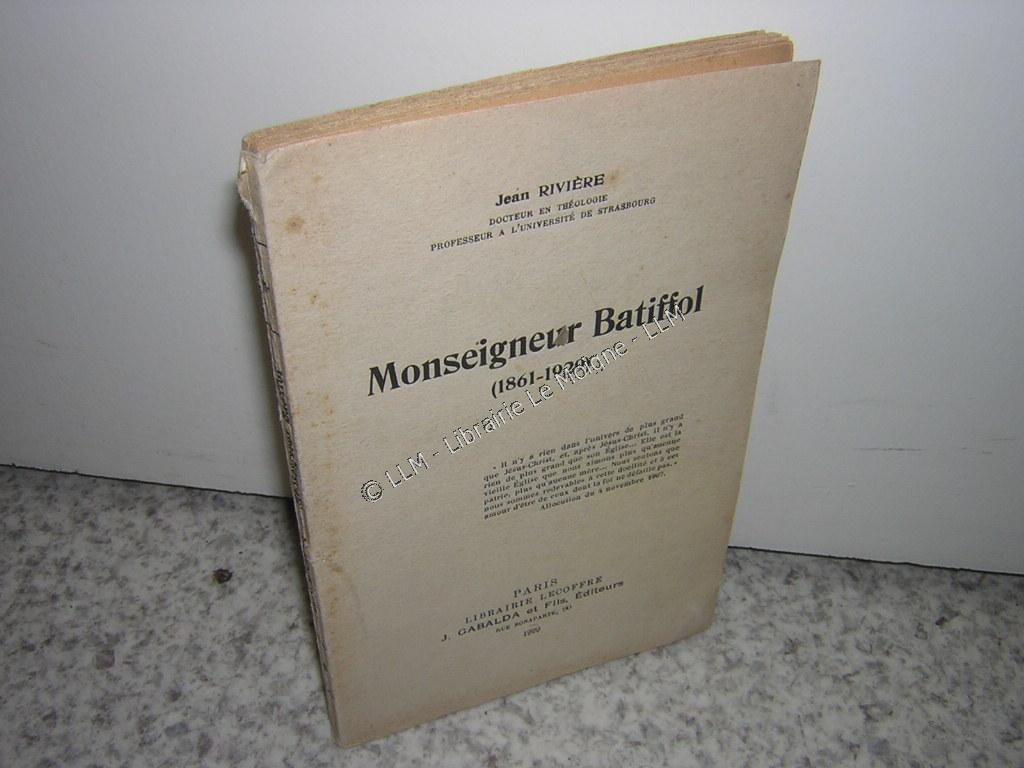 Jean RIVIÈRE
DOCTEUR EN THÉOLOGIE
PROFESSEUR A L'UNIVERSITÉ DE STRASBOURG
Monseigneur Batiffol
(1861-1929)
« Il n'y a rien dans l'univers de plus grand
que Jésus-Christ, et, après Jésus-Christ, il n'y a
rien de plus grand que son Église... Elle est la
vieille Église que nous aimons plus qu'aucune
patrie, plus qu'aucune mère... Nous sentons que
nous sommes redevables à cette docilité et à cet
amour d'être de ceux dont la foi ne défaille pas. »
Allocution du 4 novembre 1907.
PARIS
LIBRAIRIE LECOFFRE
J. GABALDA et Fils, Éditeurs
RUE BONAPARTE, 90
1929
© LLM - Librairie Le Moigne - LLM